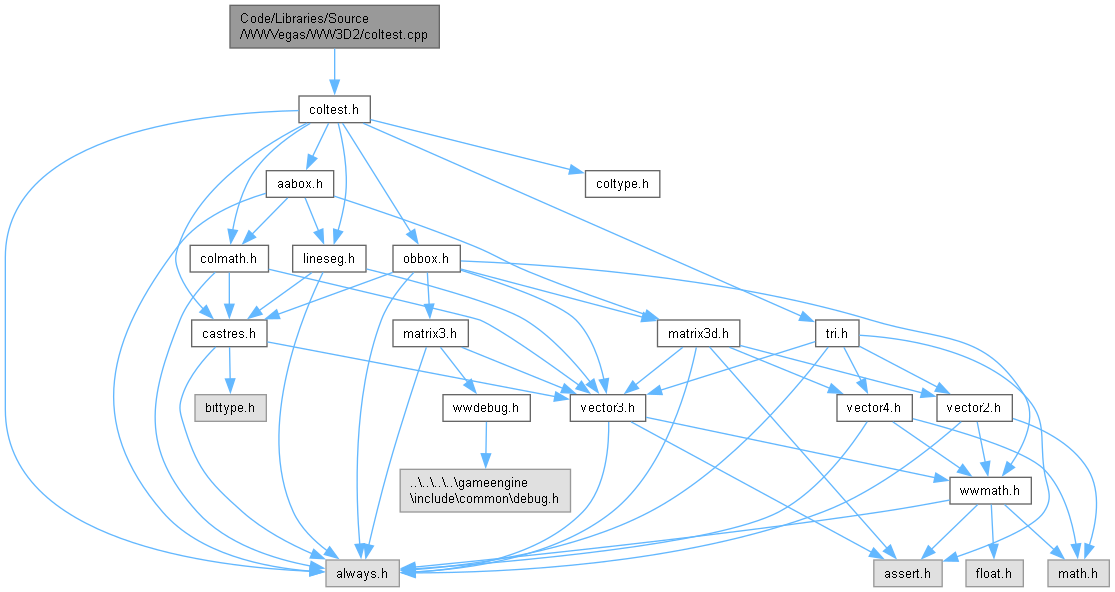 Code/Libraries/Source
/WWVegas/WW3D2/coltest.cpp
coltest.h
aabox.h
coltype.h
colmath.h
lineseg.h
obbox.h
castres.h
matrix3.h
matrix3d.h
tri.h
bittype.h
wwdebug.h
vector3.h
vector4.h
vector2.h
..\..\..\..\gameengine
\include\common\debug.h
wwmath.h
always.h
assert.h
float.h
math.h